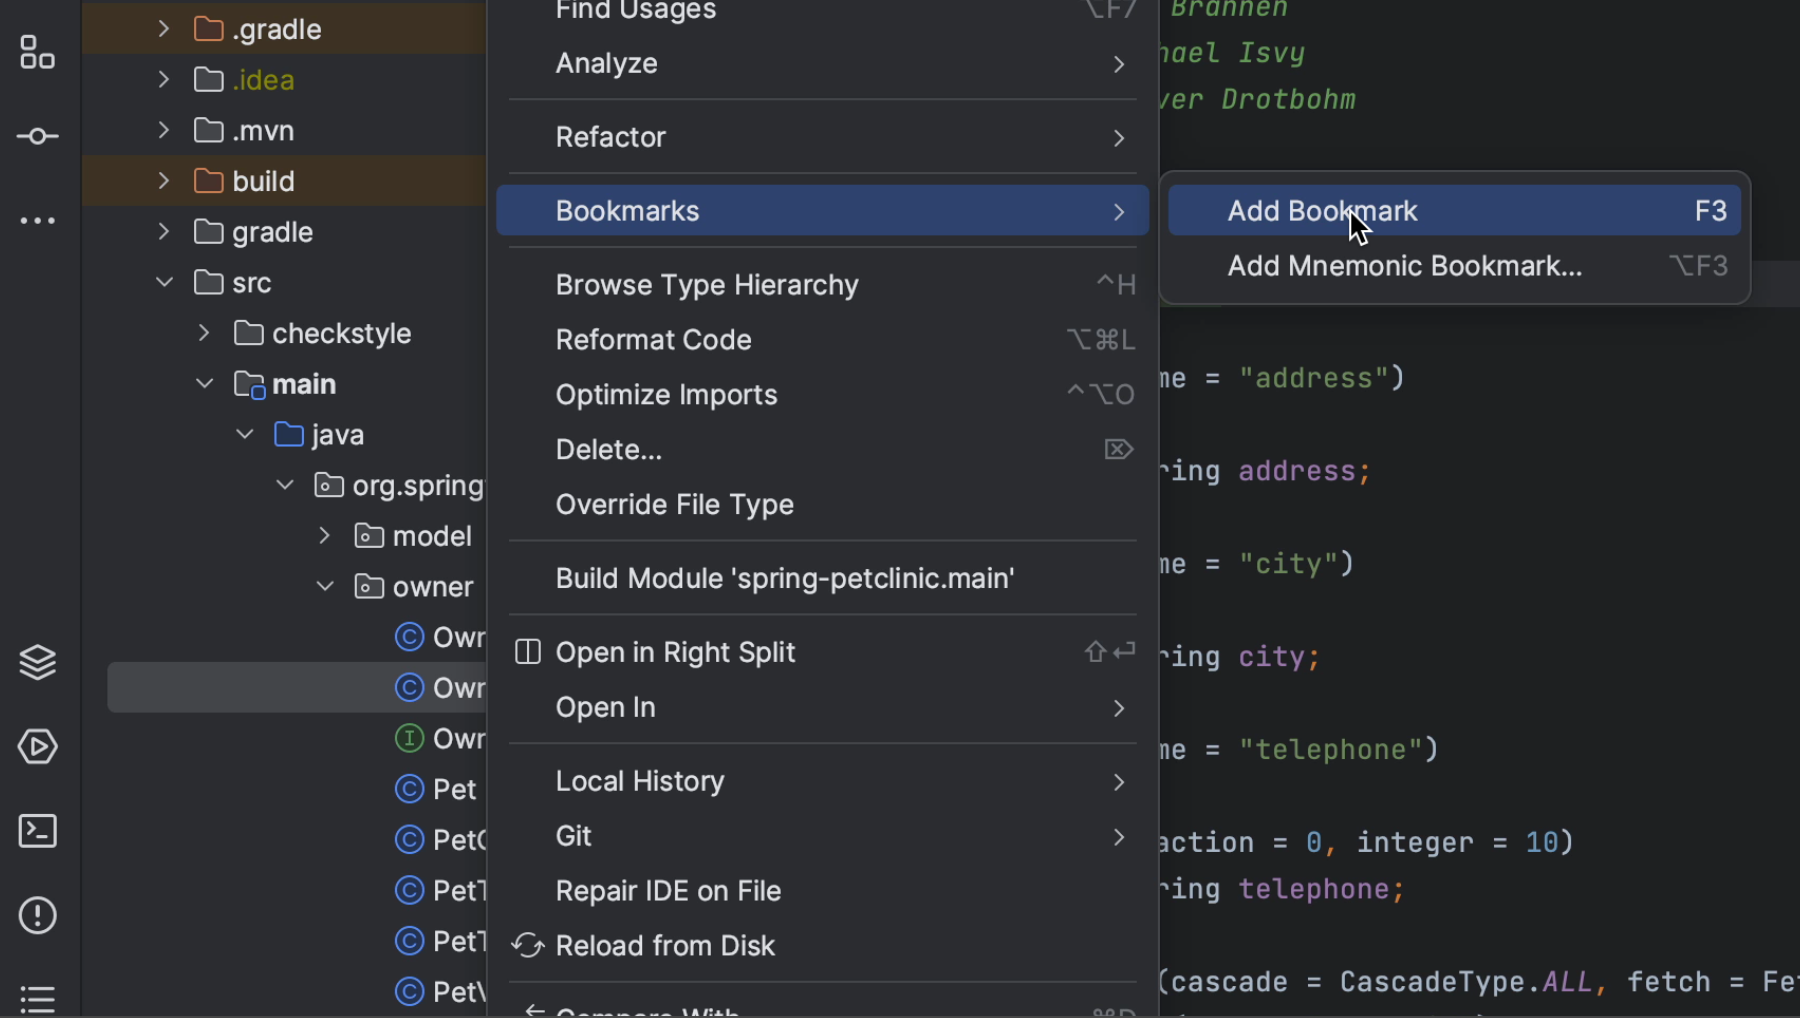 .gradle
.idea
.mvn
build
gradle
src
checkstyle
main
java
org.spring
model
owner
Owr
Owr
Owr
Pet
Pet
Pet
Pet
Pet
Find Usages ⌥F7
Analyze
Refactor
Bookmarks
Browse Type Hierarchy ^H
Reformat Code ⌥⌘L
Optimize Imports ^⌥O
Delete... ⌦
Override File Type
Build Module 'spring-petclinic.main'
Open in Right Split ⇧↩
Open In
Local History
Git
Repair IDE on File
Reload from Disk
Compare With ⌘D
Add Bookmark F3
Add Mnemonic Bookmark... ⌥F3
Brannen
hael Isvy
ver Drotbohm
me = "address")
ring address;
me = "city")
ring city;
me = "telephone")
action = 0, integer = 10)
ring telephone;
(cascade = CascadeType.ALL, fetch = Fe